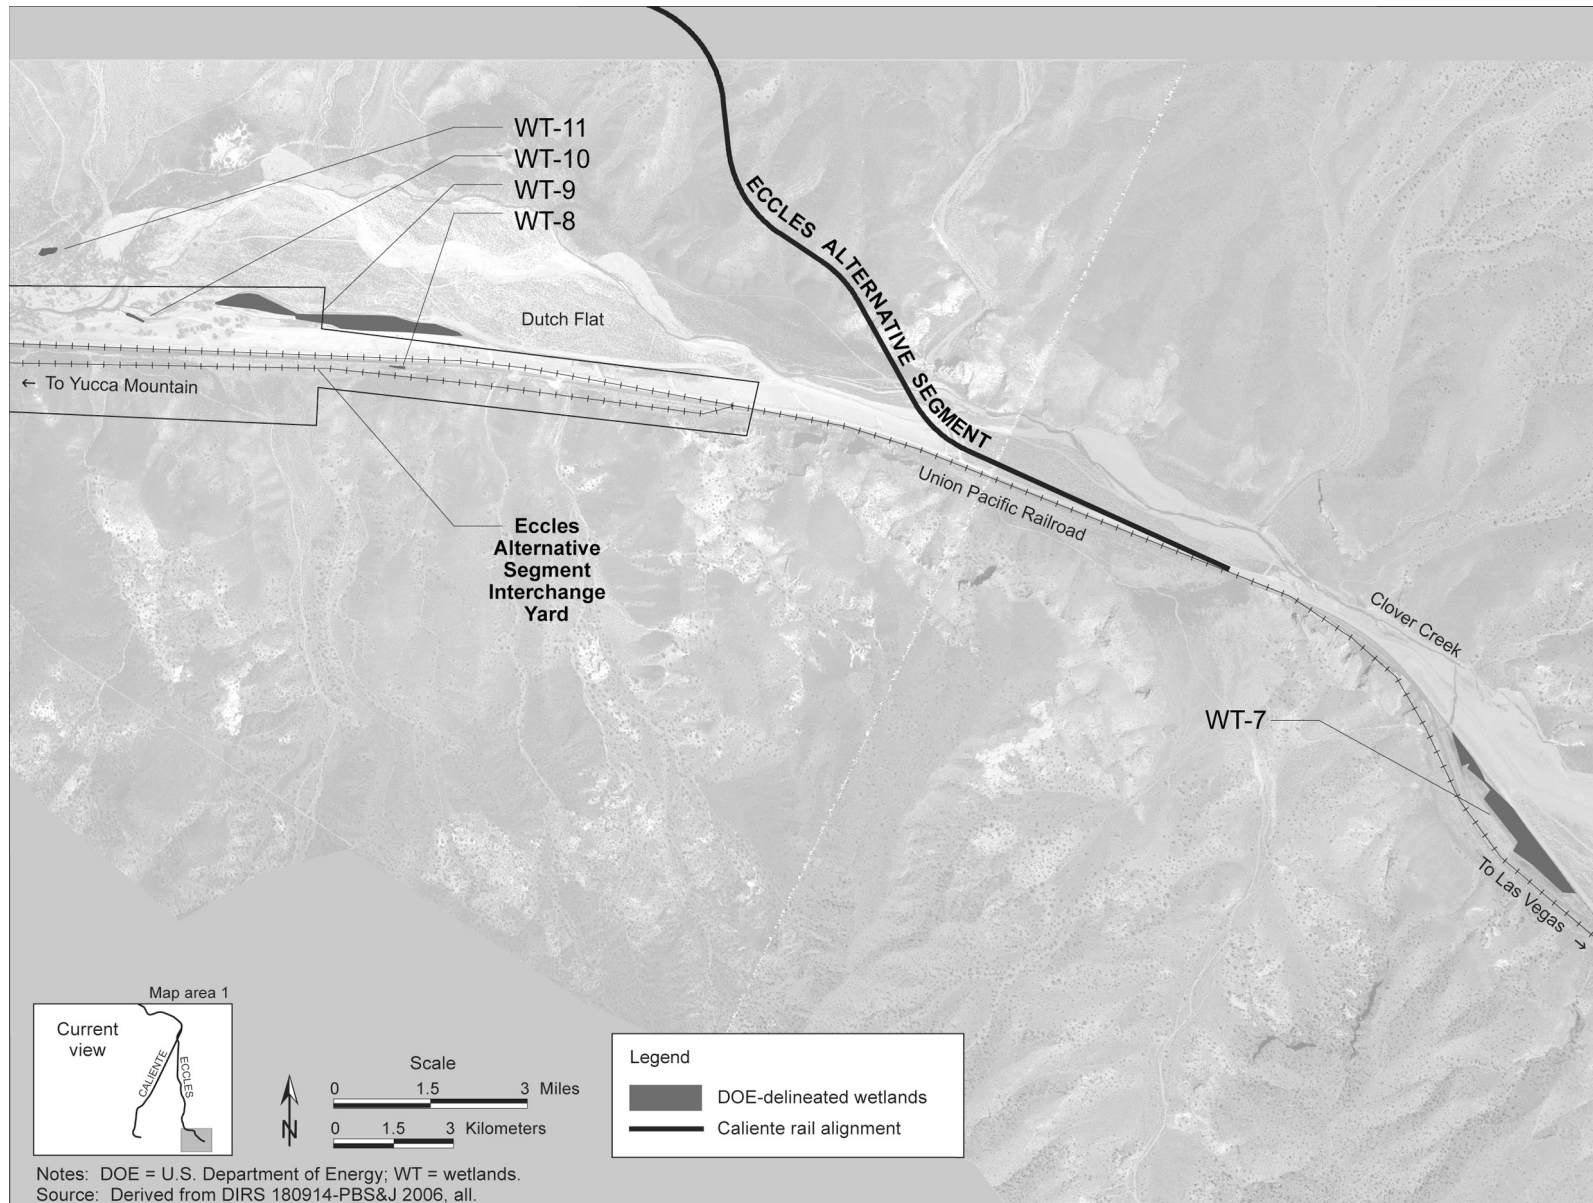 WT-11
WT-10
WT-9
WT-8
ECCLES ALTERNATIVE SEGMENT
Dutch Flat
← To Yucca Mountain
Union Pacific Railroad
Eccles
Alternative
Segment
Interchange
Yard
Clover Creek
WT-7
To Las Vegas →
Map area 1
Current
view
CALIENTE
ECCLES
N
Scale
0 1.5 3 Miles
0 1.5 3 Kilometers
Legend
DOE-delineated wetlands
Caliente rail alignment
Notes: DOE = U.S. Department of Energy; WT = wetlands.
Source: Derived from DIRS 180914-PBS&J 2006, all.